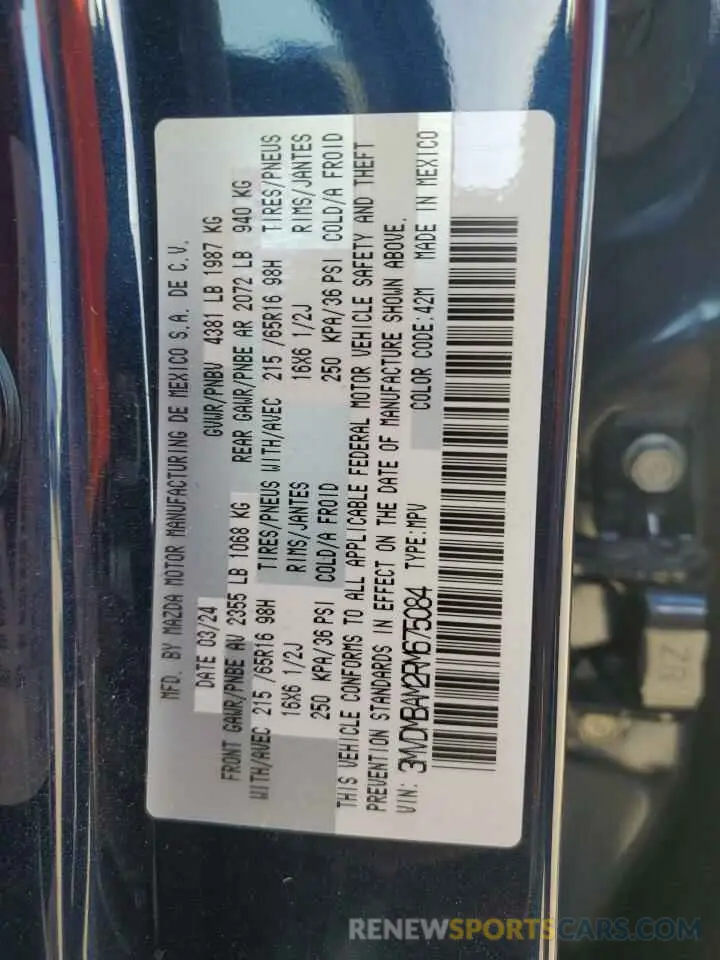 MFD. BY MAZDA MOTOR MANUFACTURING DE MEXICO S.A. DE C.V.
DATE 03/24 GVWR/PNBV 4381 LB 1987 KG
FRONT GAWR/PNBE AV 2355 LB 1068 KG REAR GAWR/PNBE AR 2072 LB 940 KG
WITH/AVEC 215 /65R16 98H TIRES/PNEUS WITH/AVEC 215 /65R16 98H TIRES/PNEUS
16X6 1/2J RIMS/JANTES 16X6 1/2J RIMS/JANTES
250 KPA/36 PSI COLD/A FROID 250 KPA/36 PSI COLD/A FROID
THIS VEHICLE CONFORMS TO ALL APPLICABLE FEDERAL MOTOR VEHICLE SAFETY AND THEFT
PREVENTION STANDARDS IN EFFECT ON THE DATE OF MANUFACTURE SHOWN ABOVE.
VIN: 3MVDMBAM2RM675084 TYPE:MPV COLOR CODE:42M MADE IN MEXICO
RENEWSPORTSCARS.COM